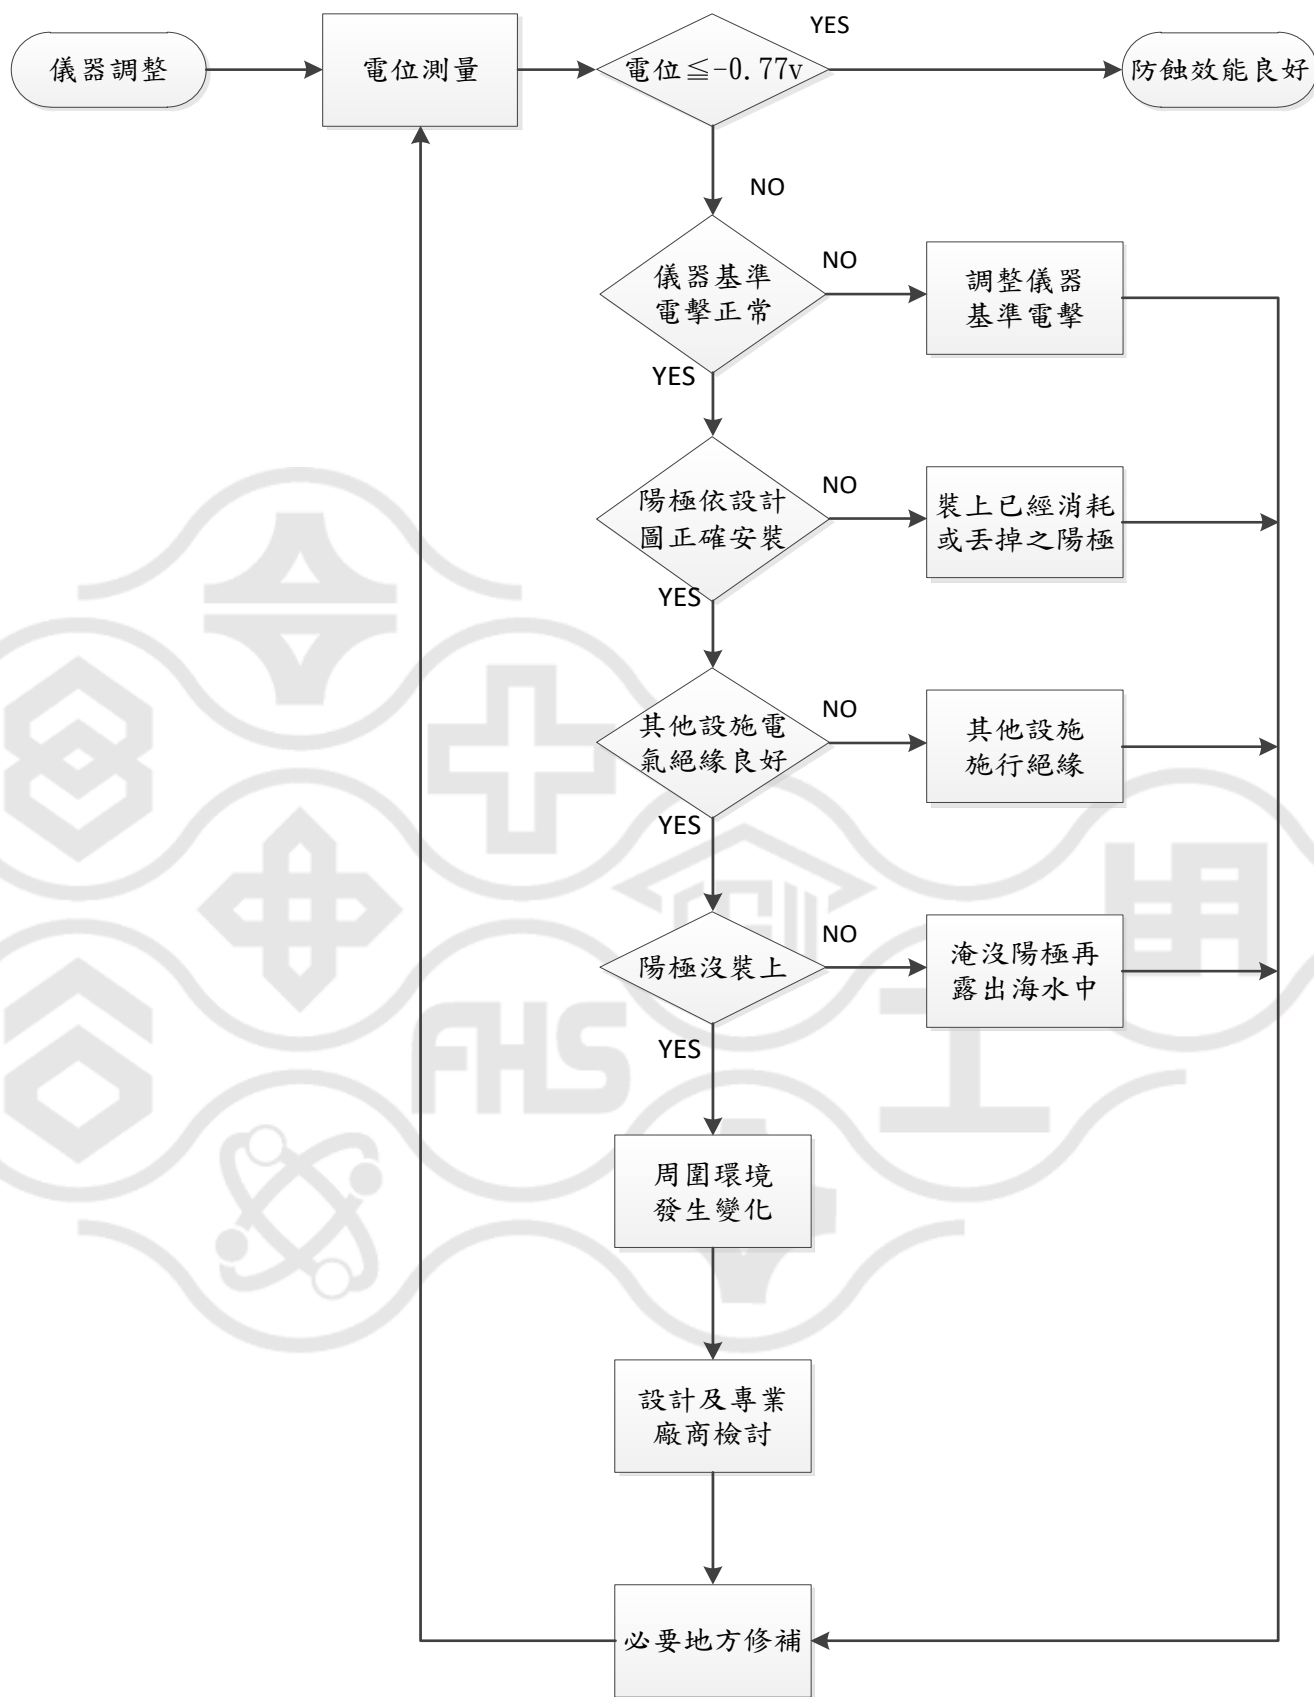 儀器調整
電位測量
電位≦-0.77v
YES
防蝕效能良好
NO
儀器基準
電擊正常
NO
調整儀器
基準電擊
YES
陽極依設計
圖正確安裝
NO
裝上已經消耗
或丟掉之陽極
YES
其他設施電
氣絕緣良好
NO
其他設施
施行絕緣
YES
陽極沒裝上
NO
淹沒陽極再
露出海水中
YES
周圍環境
發生變化
設計及專業
廠商檢討
必要地方修補
FHS